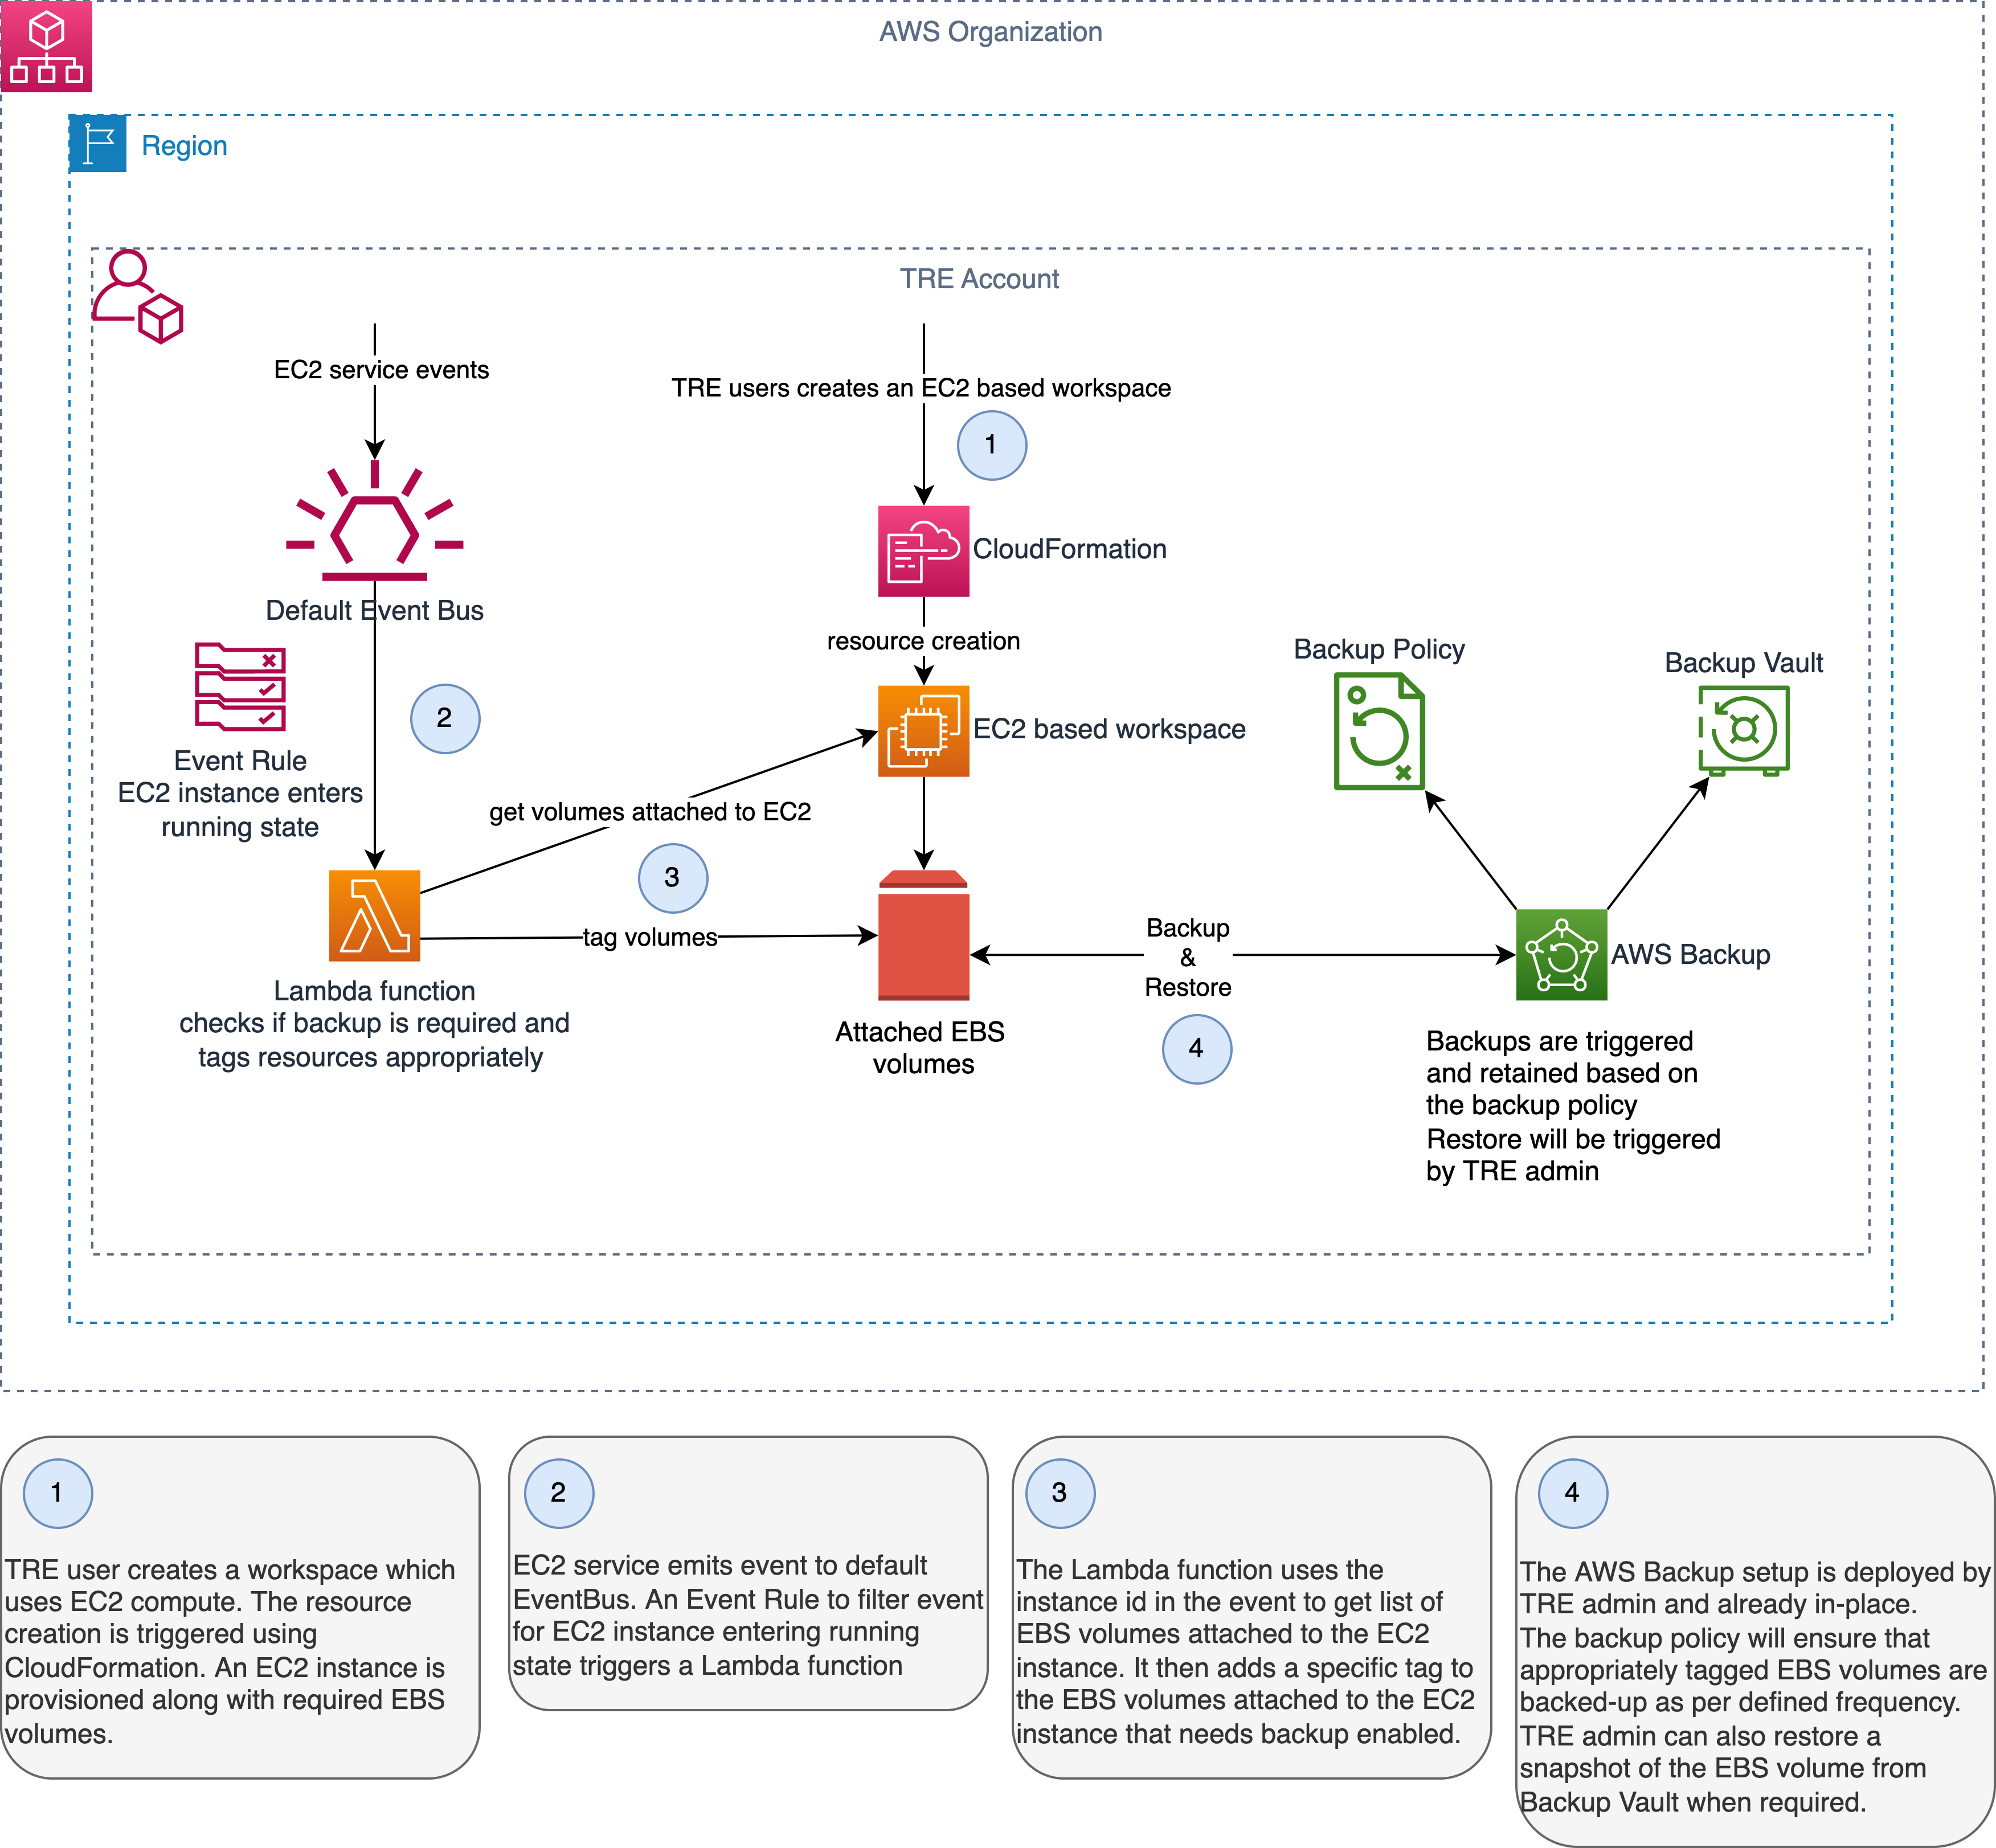 AWS Organization
Region
TRE Account
EC2 service events
TRE users creates an EC2 based workspace
1
CloudFormation
Default Event Bus
resource creation
Backup Policy
Backup Vault
2
EC2 based workspace
Event Rule
EC2 instance enters
running state
get volumes attached to EC2
3
tag volumes
Backup
&
Restore
AWS Backup
Lambda function
checks if backup is required and
tags resources appropriately
Attached EBS
volumes
4
Backups are triggered
and retained based on
the backup policy
Restore will be triggered
by TRE admin
1
TRE user creates a workspace which
uses EC2 compute. The resource
creation is triggered using
CloudFormation. An EC2 instance is
provisioned along with required EBS
volumes.
2
EC2 service emits event to default
EventBus. An Event Rule to filter event
for EC2 instance entering running
state triggers a Lambda function
3
The Lambda function uses the
instance id in the event to get list of
EBS volumes attached to the EC2
instance. It then adds a specific tag to
the EBS volumes attached to the EC2
instance that needs backup enabled.
4
The AWS Backup setup is deployed by
TRE admin and already in-place.
The backup policy will ensure that
appropriately tagged EBS volumes are
backed-up as per defined frequency.
TRE admin can also restore a
snapshot of the EBS volume from
Backup Vault when required.